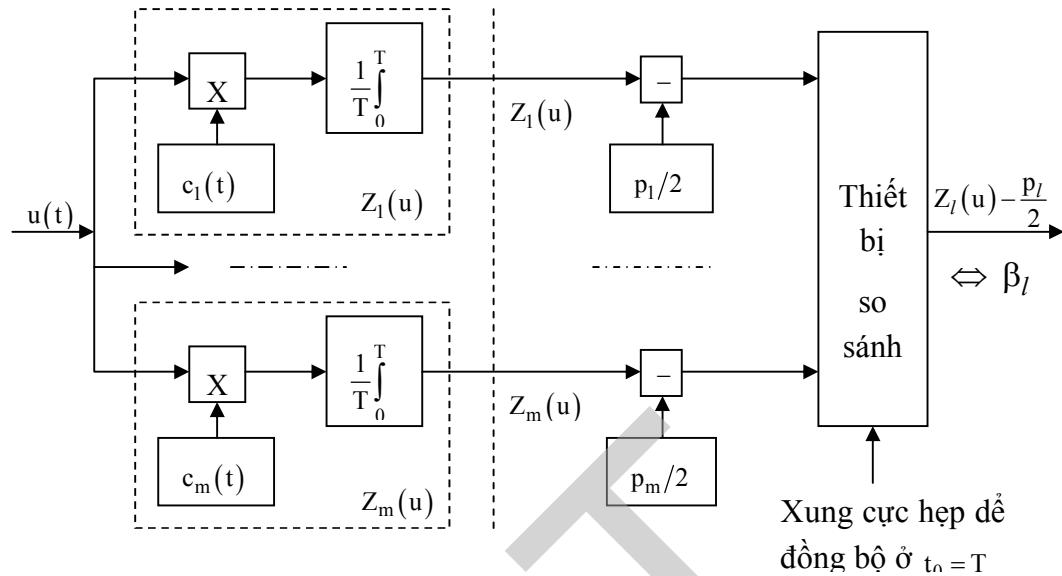 X
1/T ∫₀ᵀ
c₁(t)
Z₁(u)
u(t)
Z₁(u)
–
p₁/2
Thiết
bị
so
sánh
Z_l(u) – p_l/2
⇔ β_l
X
1/T ∫₀ᵀ
c_m(t)
Z_m(u)
Z_m(u)
–
p_m/2
Xung cực hẹp dể
đồng bộ ở t₀ = T